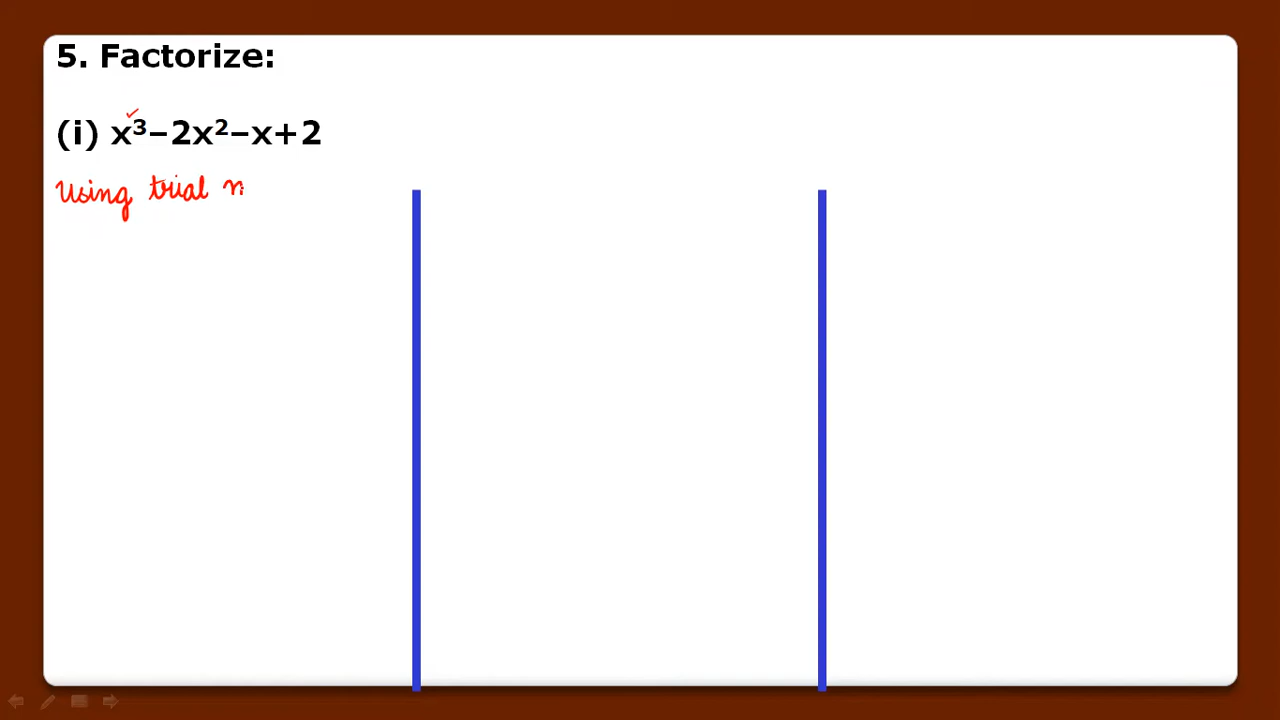 5. Factorize:
(i) x³–2x²–x+2
Using trial